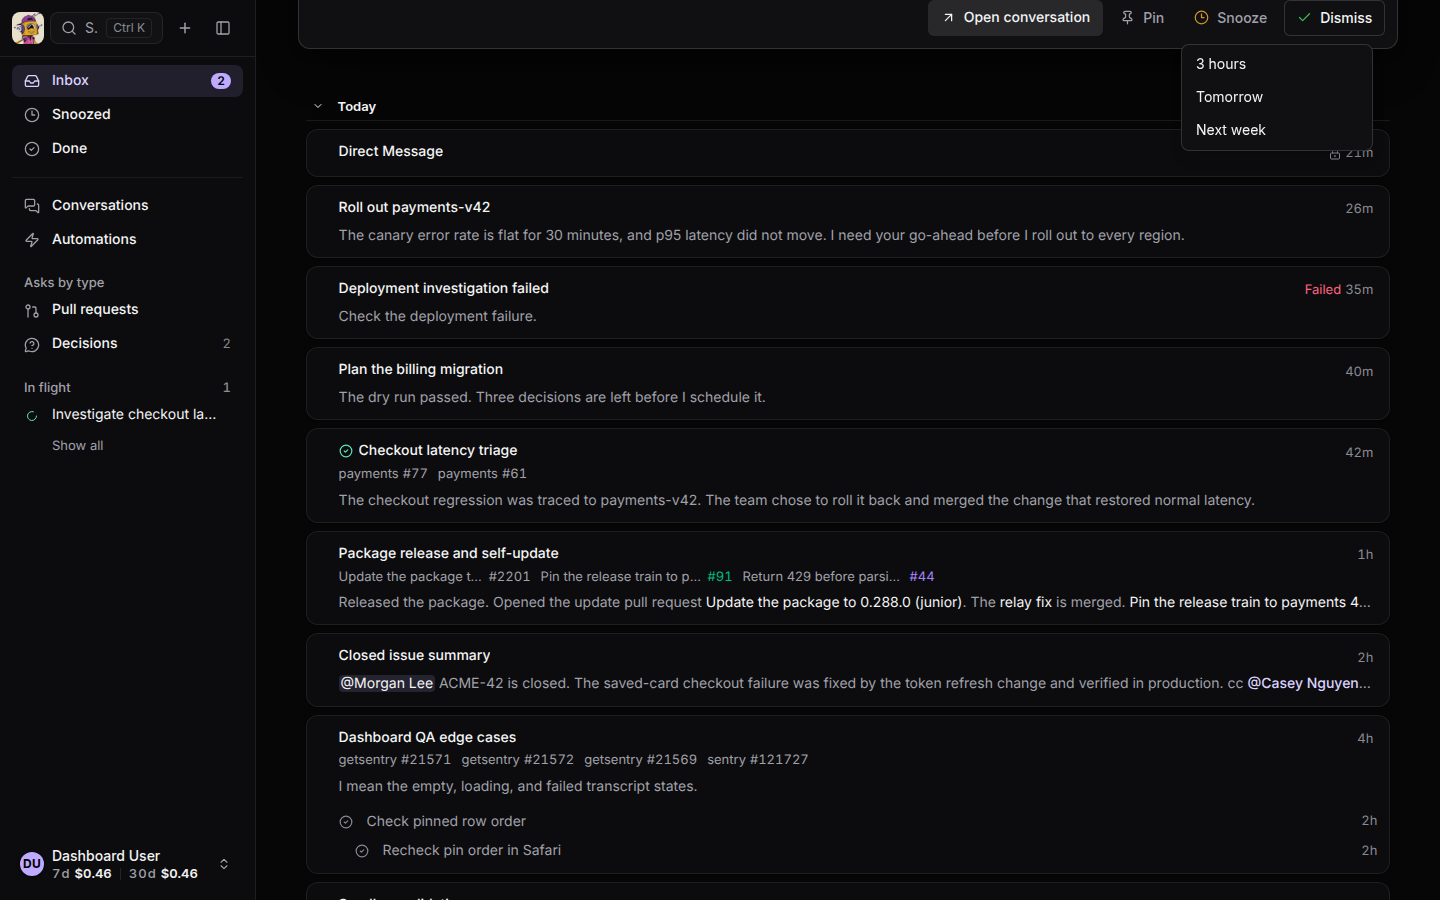 S.
Ctrl K
Inbox
2
Snoozed
Done
Conversations
Automations
Asks by type
Pull requests
Decisions
2
In flight
1
Investigate checkout la...
Show all
DU
Dashboard User
7d $0.46 | 30d $0.46
Open conversation
Pin
Snooze
Dismiss
3 hours
Tomorrow
Next week
Today
Direct Message
21m
Roll out payments-v42
26m
The canary error rate is flat for 30 minutes, and p95 latency did not move. I need your go-ahead before I roll out to every region.
Deployment investigation failed
Failed 35m
Check the deployment failure.
Plan the billing migration
40m
The dry run passed. Three decisions are left before I schedule it.
Checkout latency triage
42m
payments #77 payments #61
The checkout regression was traced to payments-v42. The team chose to roll it back and merged the change that restored normal latency.
Package release and self-update
1h
Update the package t... #2201 Pin the release train to p... #91 Return 429 before parsi... #44
Released the package. Opened the update pull request Update the package to 0.288.0 (junior). The relay fix is merged. Pin the release train to payments 4...
Closed issue summary
2h
@Morgan Lee ACME-42 is closed. The saved-card checkout failure was fixed by the token refresh change and verified in production. cc @Casey Nguyen...
Dashboard QA edge cases
4h
getsentry #21571 getsentry #21572 getsentry #21569 sentry #121727
I mean the empty, loading, and failed transcript states.
Check pinned row order
2h
Recheck pin order in Safari
2h